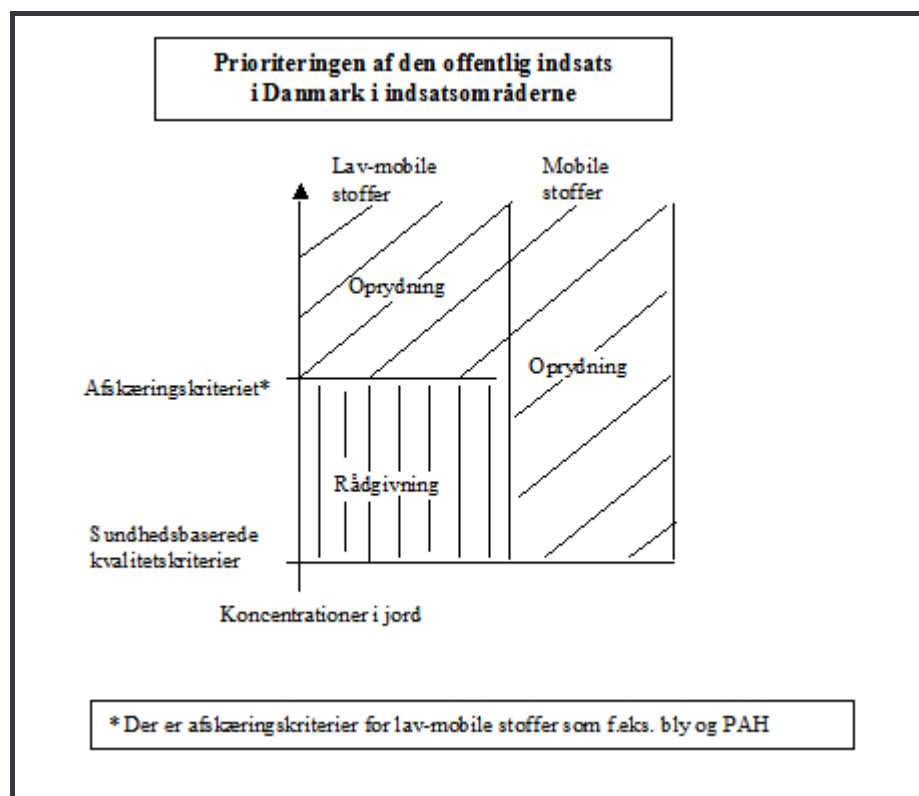 Prioriteringen af den offentlig indsats
i Danmark i indsatsområderne
Lav-mobile
stoffer
Mobile
stoffer
Oprydning
Oprydning
Afskæringskriteriet*
Rådgivning
Sundhedsbaserede
kvalitetskriterier
Koncentrationer i jord
* Der er afskæringskriterier for lav-mobile stoffer som f.eks. bly og PAH